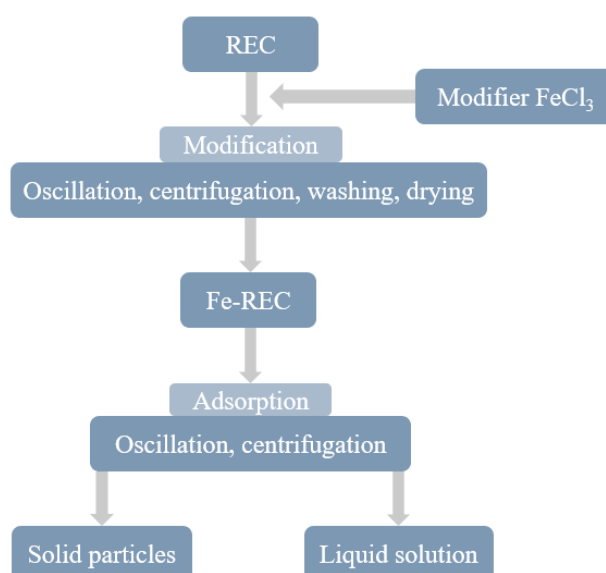 REC
Modifier FeCl₃
Modification
Oscillation, centrifugation, washing, drying
Fe-REC
Adsorption
Oscillation, centrifugation
Solid particles
Liquid solution